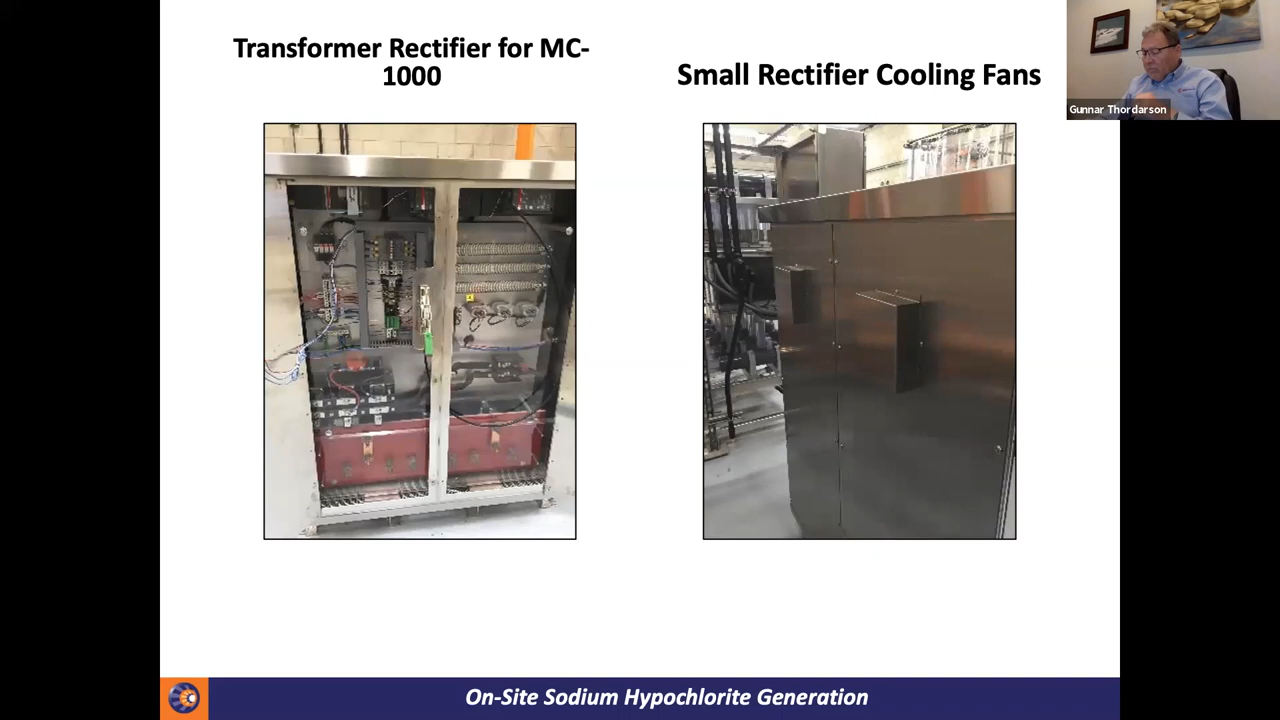 Transformer Rectifier for MC-
1000
Small Rectifier Cooling Fans
Gunnar Thordarson
On-Site Sodium Hypochlorite Generation